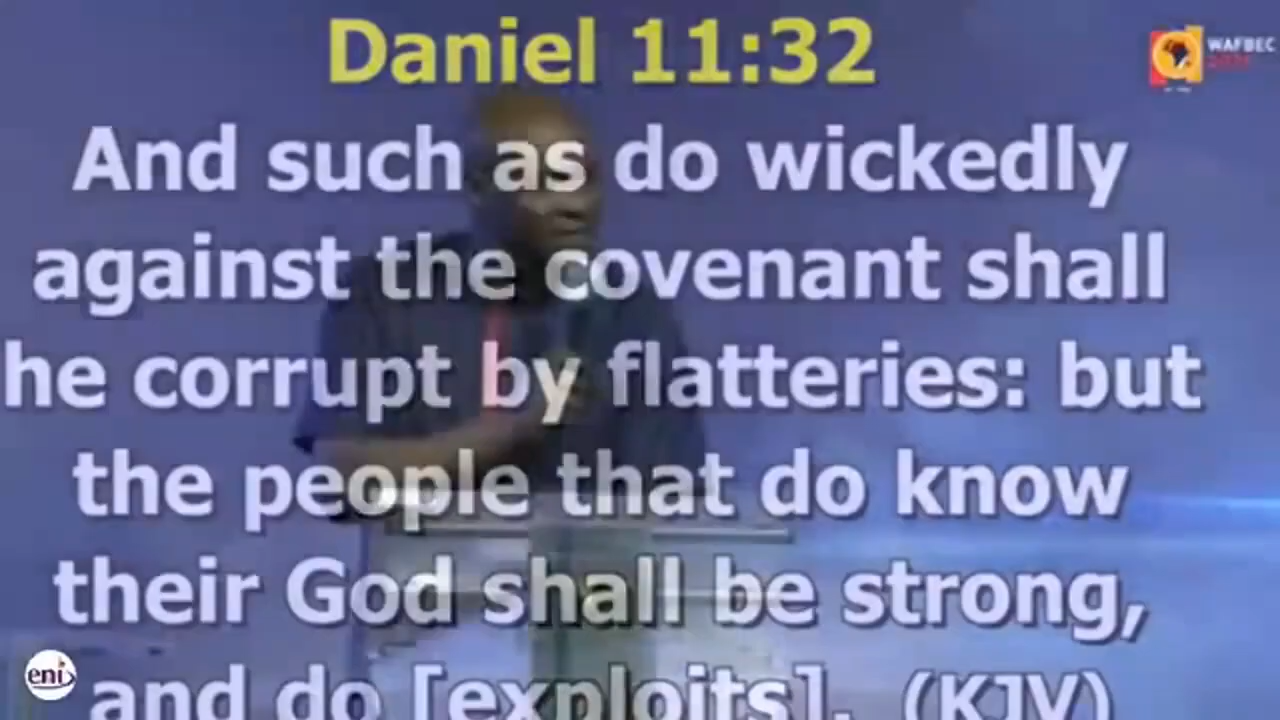 Daniel 11:32
WAFBEC
And such as do wickedly
against the covenant shall
he corrupt by flatteries: but
the people that do know
their God shall be strong,
eni
and do [exploits]. (KJV)